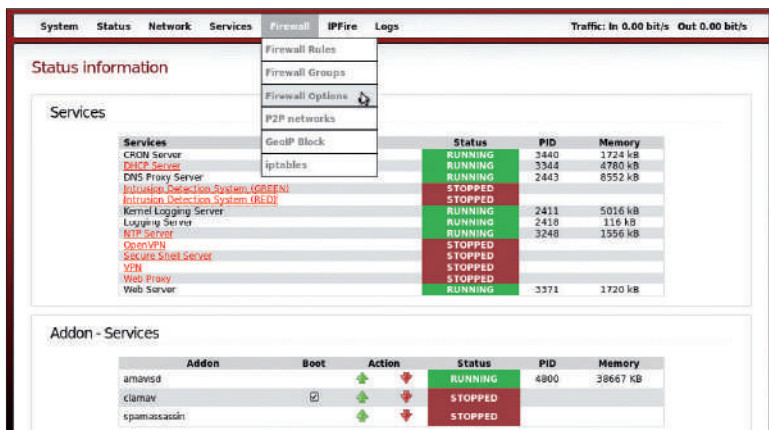 System Status Network Services Firewall IPFire Logs Traffic: In 0.00 bit/s Out 0.00 bit/s
Firewall Rules
Firewall Groups
Firewall Options
P2P networks
GeoIP Block
iptables
Status information
Services
Services Status PID Memory
CRON Server RUNNING 3440 1724 kB
DHCP Server RUNNING 3344 4780 kB
DNS Proxy Server RUNNING 2443 8552 kB
Intrusion Detection System (GREEN) STOPPED
Intrusion Detection System (RED) STOPPED
Kernel Logging Server RUNNING 2411 5016 kB
Logging Server RUNNING 2418 116 kB
NTP Server RUNNING 3248 1556 kB
OpenVPN STOPPED
Secure Shell Server STOPPED
VPN STOPPED
Web Proxy STOPPED
Web Server RUNNING 3371 1720 kB
Addon - Services
Addon Boot Action Status PID Memory
amavisd RUNNING 4800 38667 KB
clamav STOPPED
spamassassin STOPPED